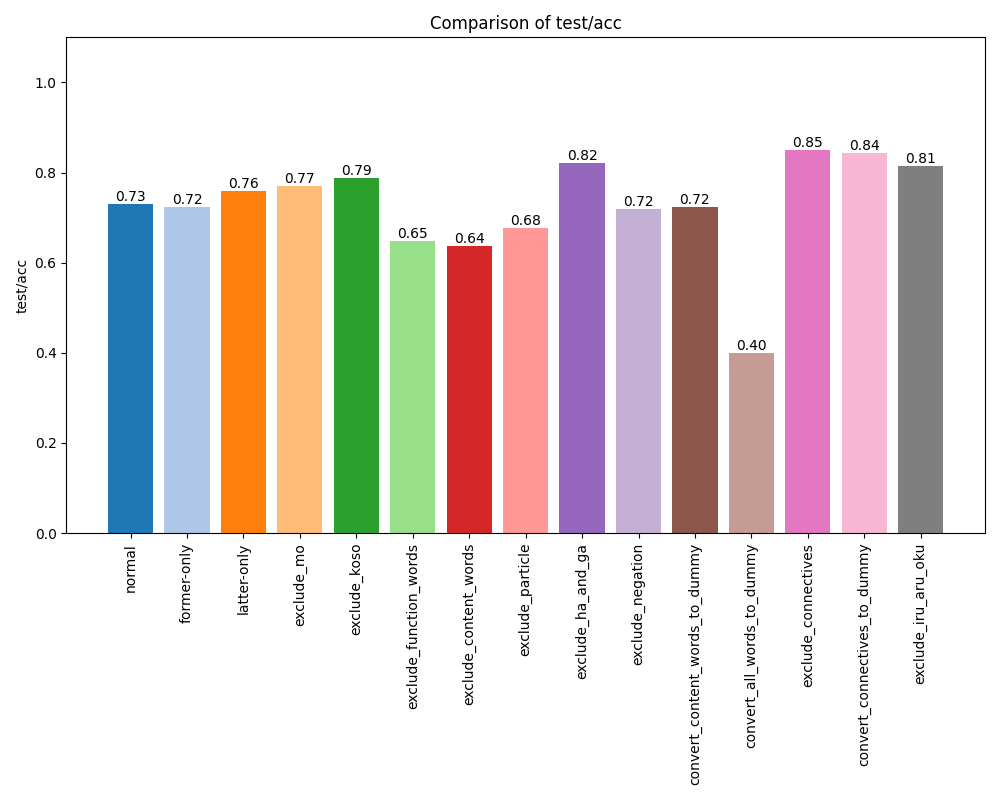 Comparison of test/acc
test/acc
1.0
0.8
0.6
0.4
0.2
0.0
0.73
0.72
0.76
0.77
0.79
0.65
0.64
0.68
0.82
0.72
0.72
0.40
0.85
0.84
0.81
normal
former-only
latter-only
exclude_mo
exclude_koso
exclude_function_words
exclude_content_words
exclude_particle
exclude_ha_and_ga
exclude_negation
convert_content_words_to_dummy
convert_all_words_to_dummy
exclude_connectives
convert_connectives_to_dummy
exclude_iru_aru_oku